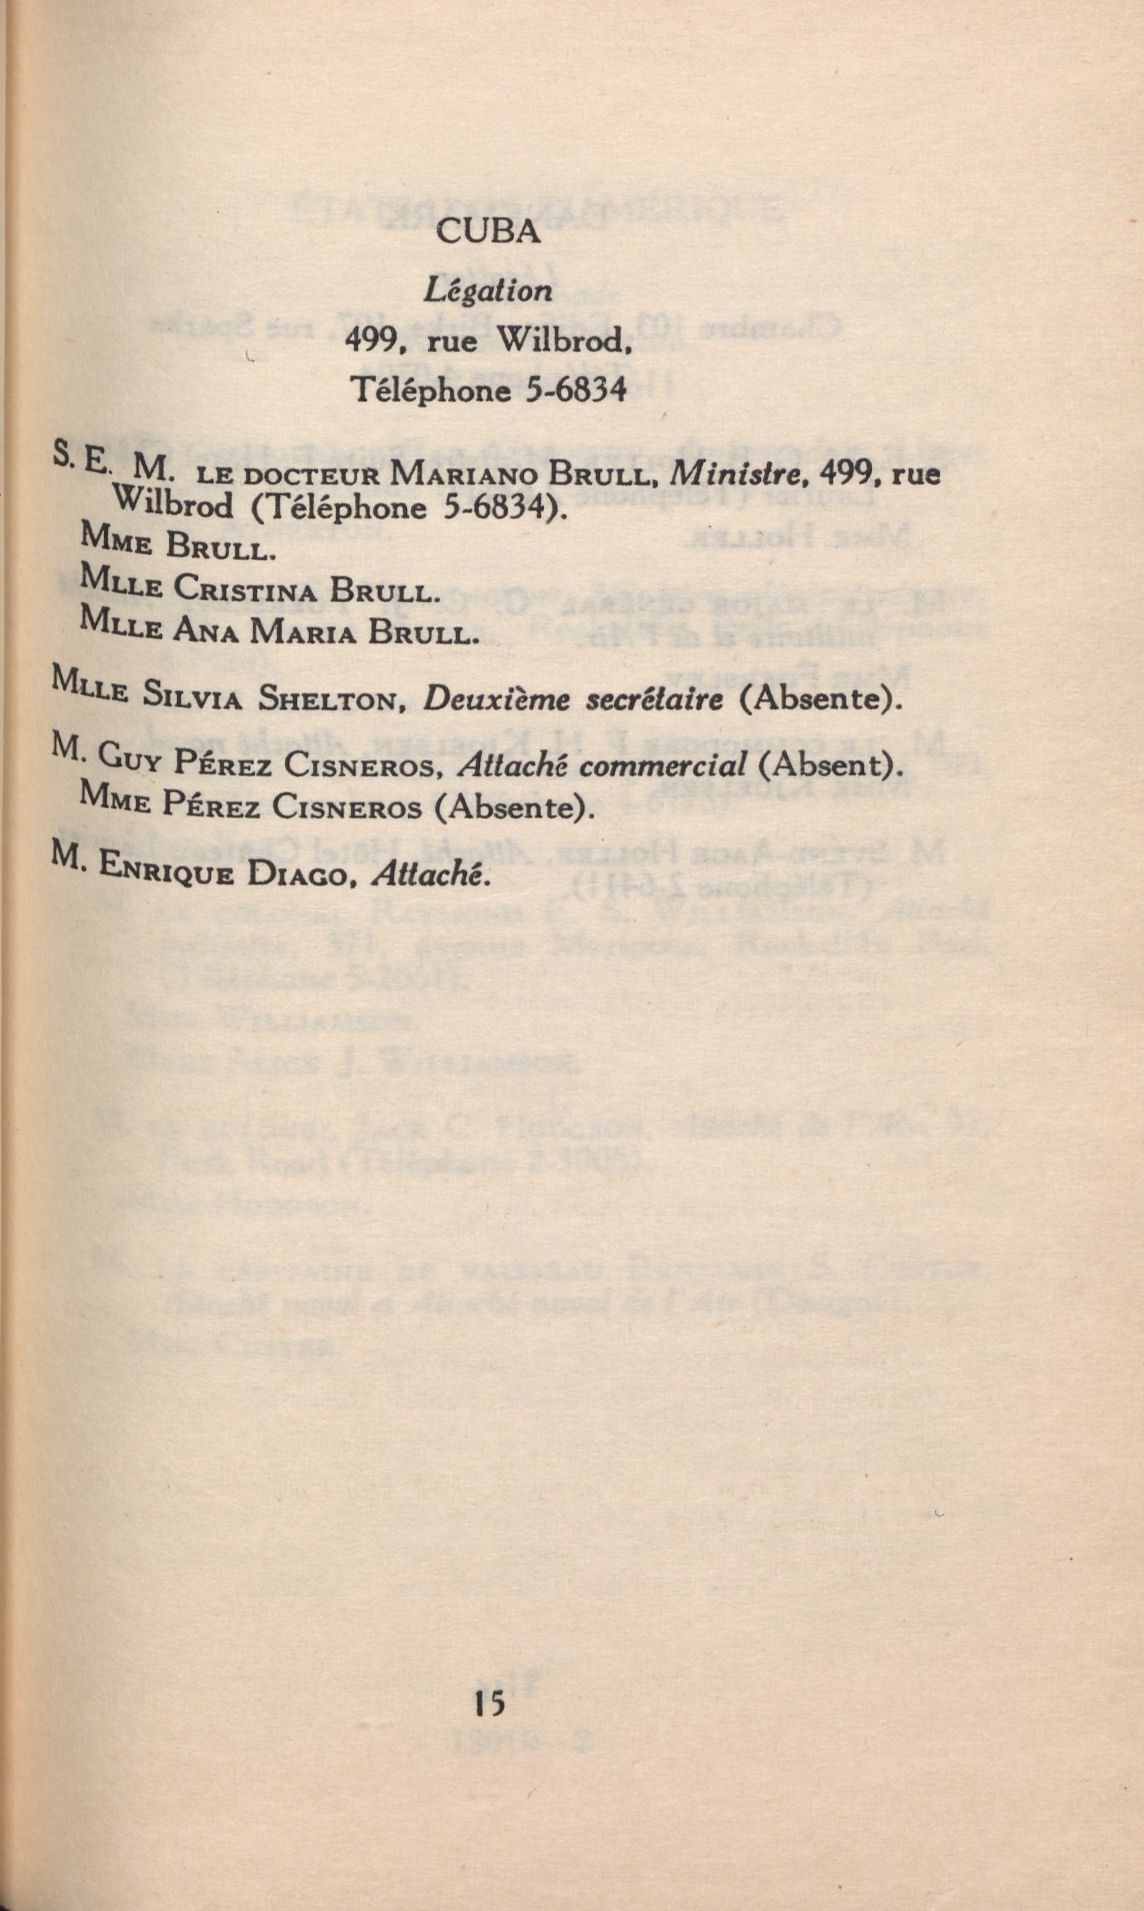 CUBA
Légation
499, rue Wilbrod,
Téléphone 5-6834
S. E. M. LE DOCTEUR MARIANO BRULL, Ministre, 499, rue
Wilbrod (Téléphone 5-6834).
MME BRULL.
MLLE CRISTINA BRULL.
MLLE ANA MARIA BRULL.
MLLE SILVIA SHELTON, Deuxième secrétaire (Absente).
M. GUY PÉREZ CISNEROS, Attaché commercial (Absent).
MME PÉREZ CISNEROS (Absente).
M. ENRIQUE DIAGO, Attaché.
15